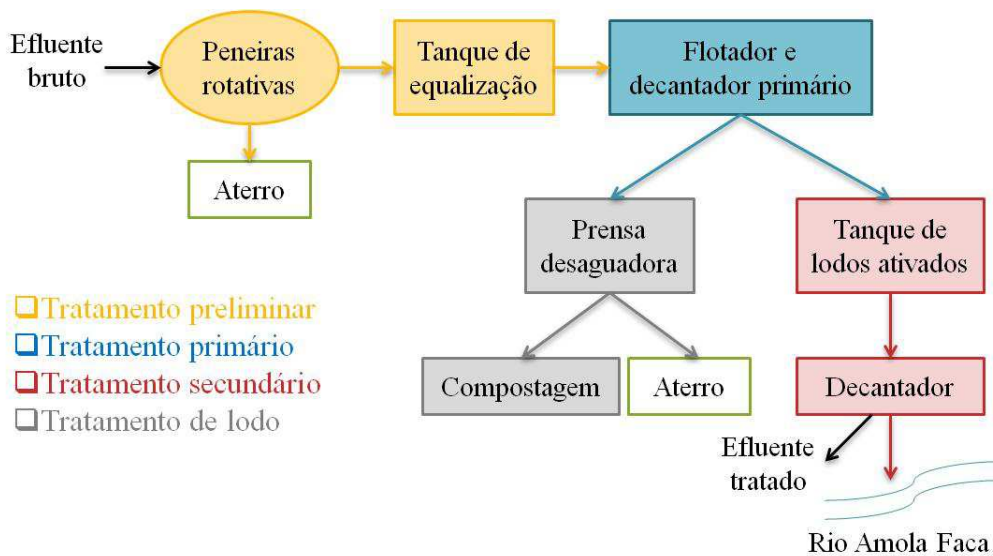 Efluente
bruto
Peneiras
rotativas
Tanque de
equalização
Flotador e
decantador primário
Aterro
Prensa
desaguadora
Tanque de
lodos ativados
Tratamento preliminar
Tratamento primário
Tratamento secundário
Tratamento de lodo
Compostagem
Aterro
Decantador
Efluente
tratado
Rio Amola Faca